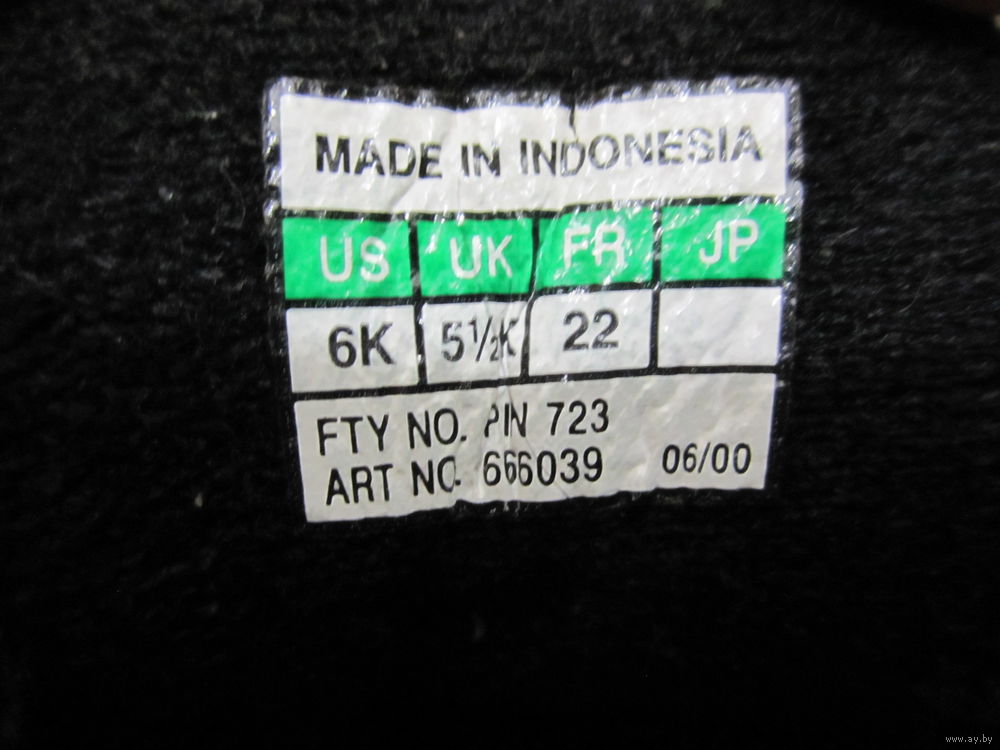 MADE IN INDONESIA
US UK FR JP
6K 5½K 22
FTY NO. PIN 723
ART NO. 666039 06/00
www.ay.by